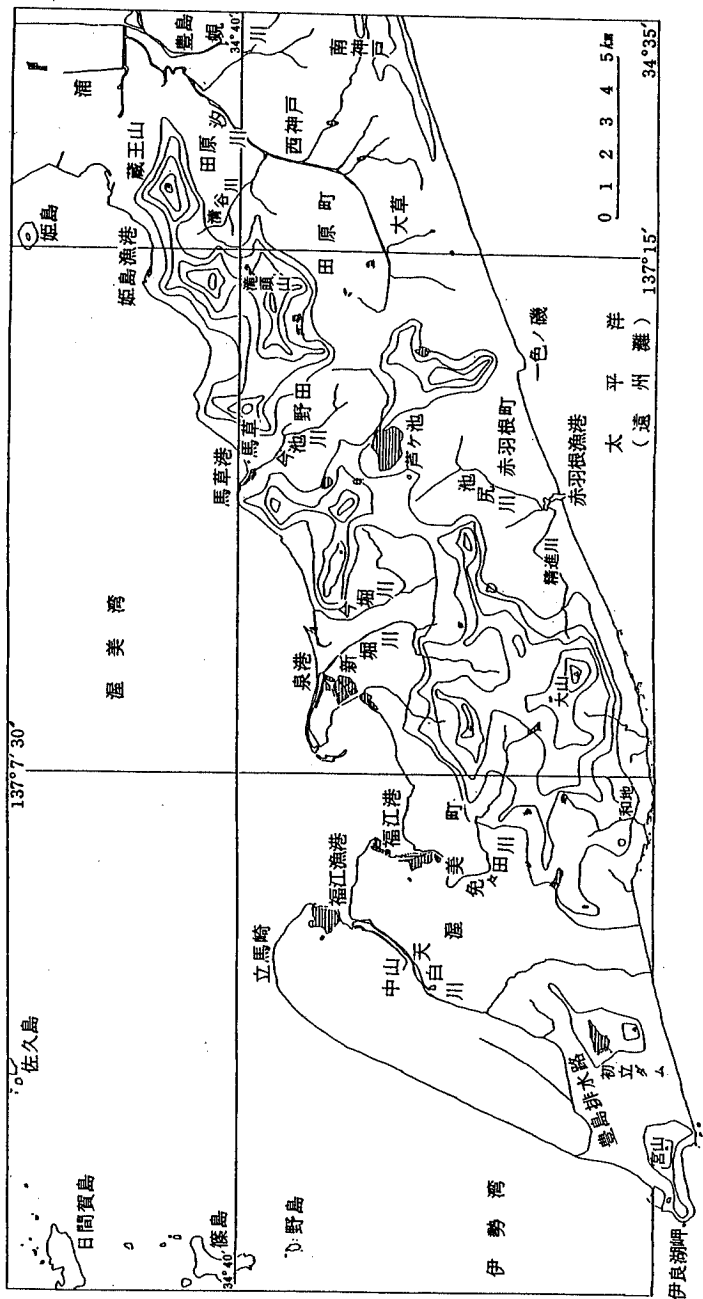 137°7′30″
佐久島
日間賀島
篠島
34°40′
野島
伊勢湾
伊良湖岬
宮山
初立ダム
豊島排水路
立馬崎
中山
天白川
福江漁港
福江港
渥美町
免々田川
和地
大山
渥美湾
泉港
新堀川
今堀川
精進川
赤羽根漁港
池尻川
赤羽根町
芦ヶ池
馬草港
馬草
今池川
野田
一色ノ磯
太平洋
(遠州灘)
姫島
姫島漁港
蔵王山
滝頭山
清谷川
田原
汐川
田原町
大草
西神戸
南神戸
浦
豊島
蜆川
34°40′
137°15′
34°35′
0 1 2 3 4 5km